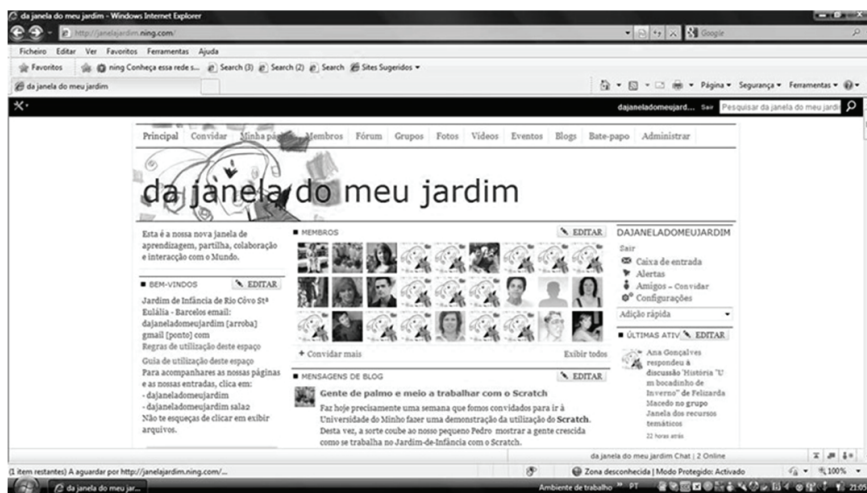 da janela do meu jardim - Windows Internet Explorer
http://janelajardim.ning.com/
Google
Ficheiro Editar Ver Favoritos Ferramentas Ajuda
Favoritos ning Conheça essa rede s... Search (3) Search (2) Search Sites Sugeridos
da janela do meu jardim
Página Segurança Ferramentas
dajaneladomeujard... Sair Pesquisar da janela do meu jardi
Principal Convidar Minha página Membros Fórum Grupos Fotos Vídeos Eventos Blogs Bate-papo Administrar
da janela do meu jardim
Esta é a nossa nova janela de
aprendizagem, partilha, colaboração
e interacção com o Mundo.
BEM-VINDOS EDITAR
Jardim de Infância de Rio Côvo Stª
Eulália - Barcelos email:
dajaneladomeujardim (arroba)
gmail [ponto] com
Regras de utilização deste espaço
Guia de utilização deste espaço
Para acompanhares as nossas páginas
e as nossas entradas, clica em:
- dajaneladomeujardim
- dajaneladomeujardim sala2
Não te esqueças de clicar em exibir
arquivos.
MEMBROS EDITAR
+ Convidar mais Exibir todos
MENSAGENS DE BLOG EDITAR
Gente de palmo e meio a trabalhar com o Scratch
Faz hoje precisamente uma semana que fomos convidados para ir à
Universidade do Minho fazer uma demonstração da utilização do Scratch.
Desta vez, a sorte coube ao nosso pequeno Pedro mostrar a gente crescida
como se trabalha no Jardim-de-Infância com o Scratch.
DAJANELADOMEUJARDIM
Sair
Caixa de entrada
Alertas
Amigos – Convidar
Configurações
Adição rápida
ÚLTIMAS ATIV EDITAR
Ana Gonçalves
respondeu à
discussão 'História "U
m bocadinho de
Inverno"' de Felizarda
Macedo no grupo
Janela dos recursos
temáticos
22 horas atrás
da janela do meu jardim Chat | 2 Online
(1 item restantes) A aguardar por http://janelajardim.ning.com/...
Zona desconhecida | Modo Protegido: Activado
100%
da janela do meu jar...
Ambiente de trabalho PT
21:03